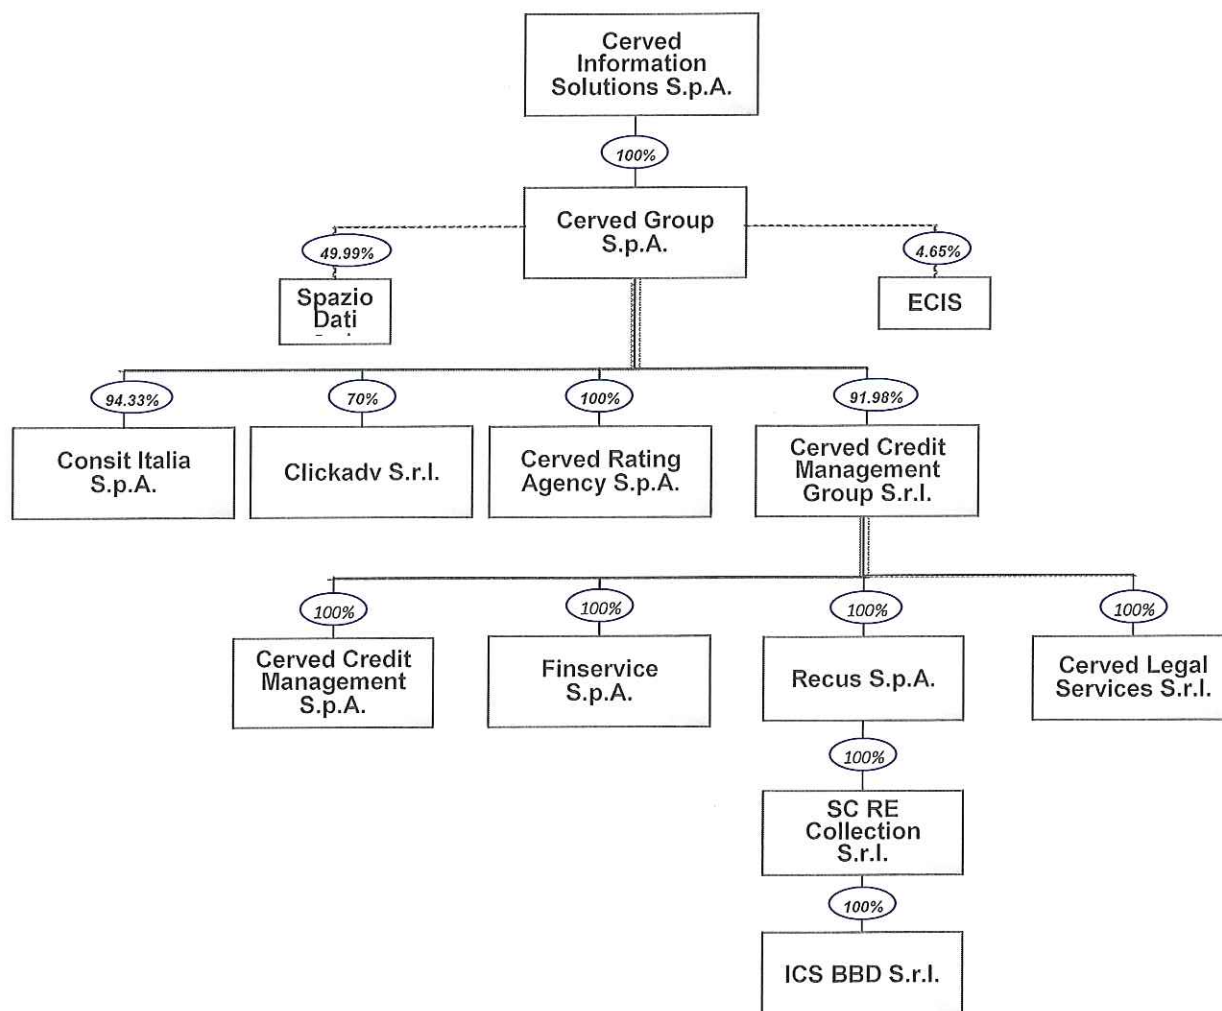 Cerved
Information
Solutions S.p.A.
100%
Cerved Group
S.p.A.
49.99%
4.65%
Spazio
Dati
ECIS
94.33%
70%
100%
91.98%
Consit Italia
S.p.A.
Clickadv S.r.l.
Cerved Rating
Agency S.p.A.
Cerved Credit
Management
Group S.r.l.
100%
100%
100%
100%
Cerved Credit
Management
S.p.A.
Finservice
S.p.A.
Recus S.p.A.
Cerved Legal
Services S.r.l.
100%
SC RE
Collection
S.r.l.
100%
ICS BBD S.r.l.